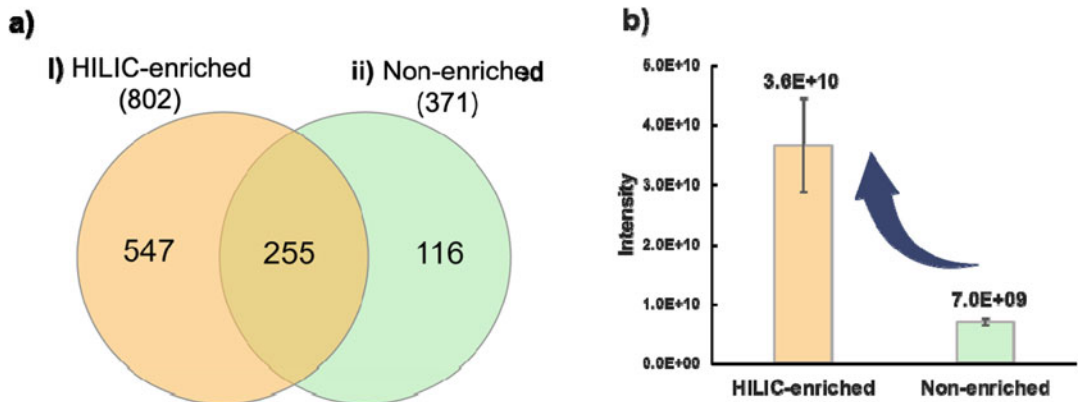 a)
I) HILIC-enriched
(802)
ii) Non-enriched
(371)
547
255
116
b)
Intensity
5.0E+10
4.0E+10
3.0E+10
2.0E+10
1.0E+10
0.0E+00
3.6E+10
7.0E+09
HILIC-enriched
Non-enriched